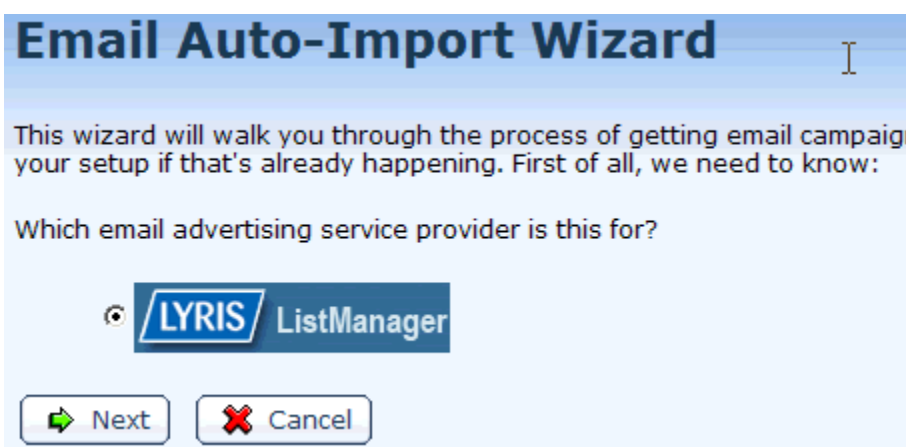 Email Auto-Import Wizard
This wizard will walk you through the process of getting email
your setup if that's already happening. First of all, we need to know:
Which email advertising service provider is this for?
LYRIS ListManager
Next Cancel